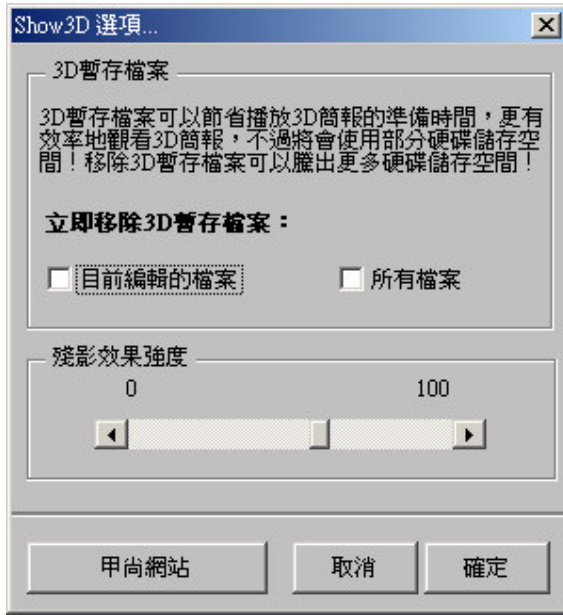 Show3D 選項...
3D暫存檔案
3D暫存檔案可以節省播放3D簡報的準備時間，更有
效率地觀看3D簡報，不過將會使用部分硬碟儲存空
間！移除3D暫存檔案可以騰出更多硬碟儲存空間！
立即移除3D暫存檔案：
目前編輯的檔案 所有檔案
殘影效果強度
0 100
甲尚網站 取消 確定